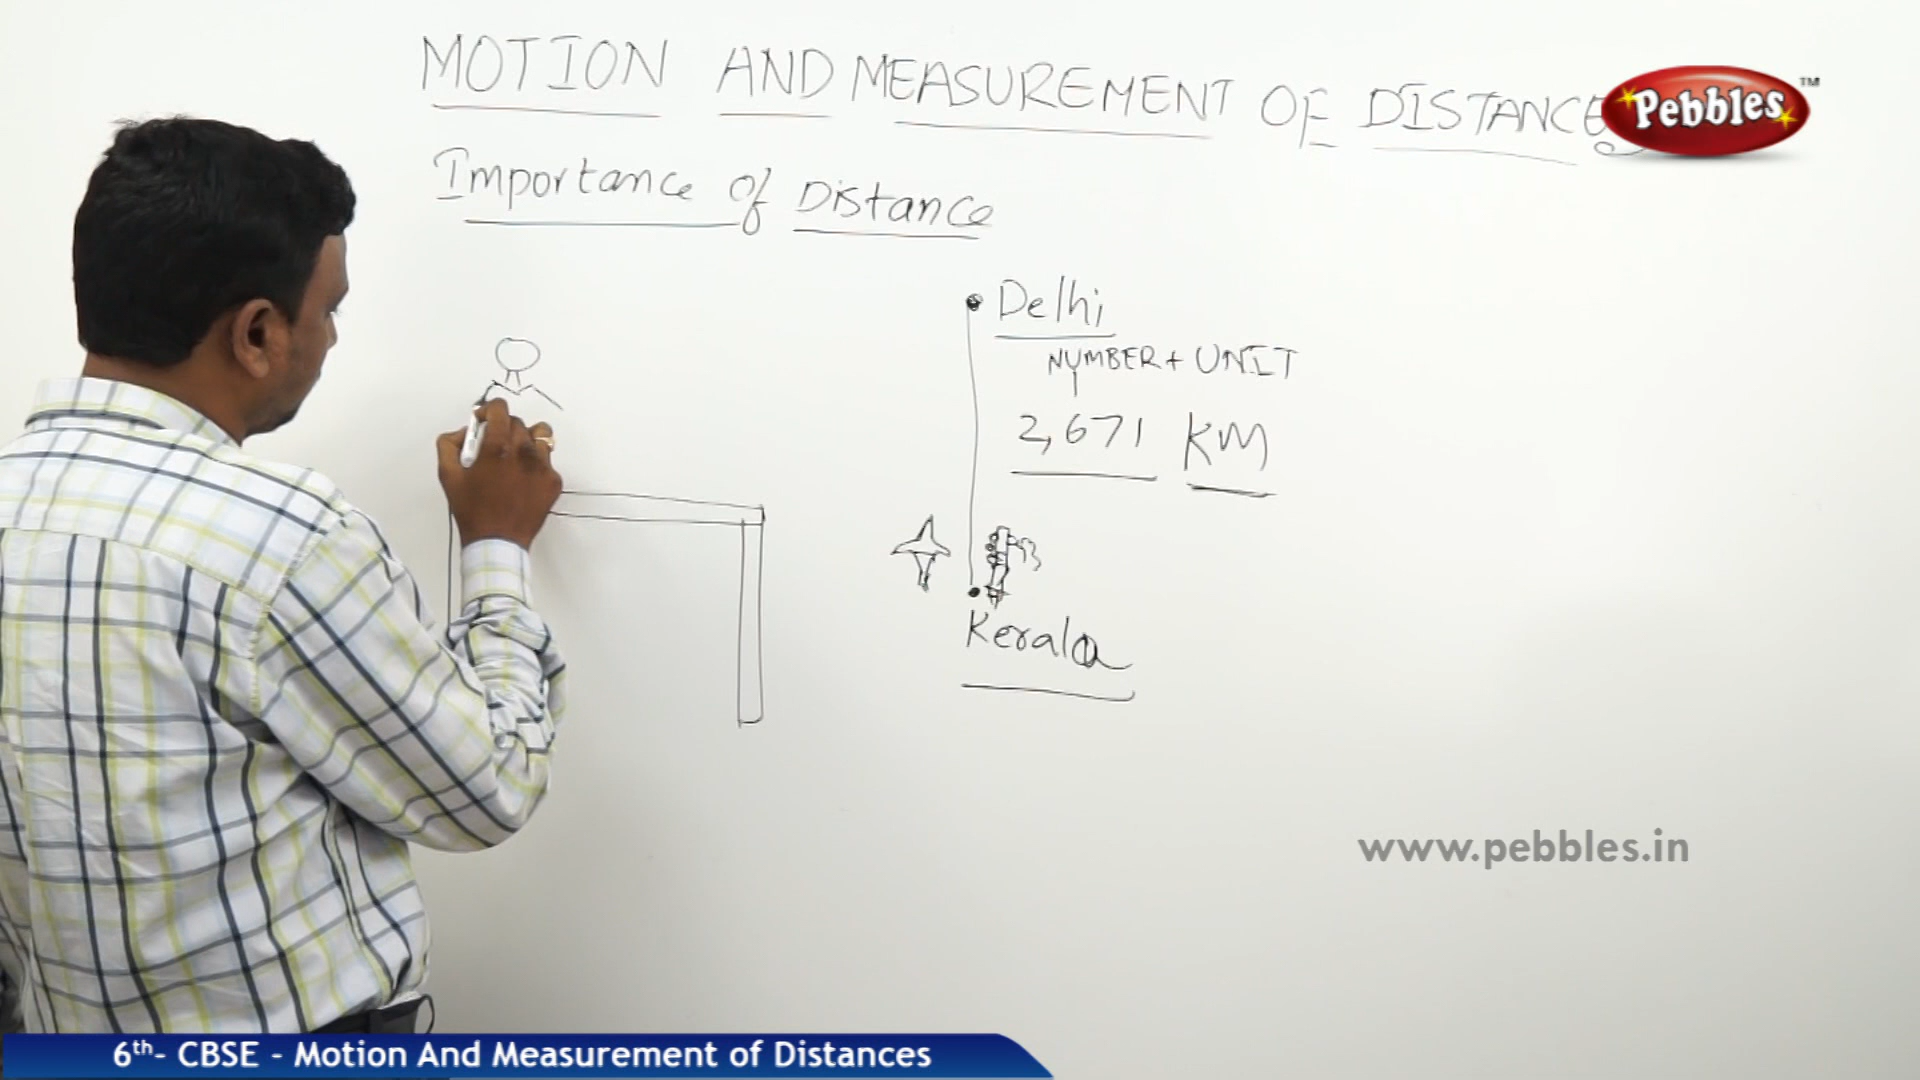 MOTION AND MEASUREMENT OF DISTANCES
Pebbles™
Importance of Distance
Delhi
NUMBER + UNIT
2,671 KM
Kerala
www.pebbles.in
6th- CBSE - Motion And Measurement of Distances